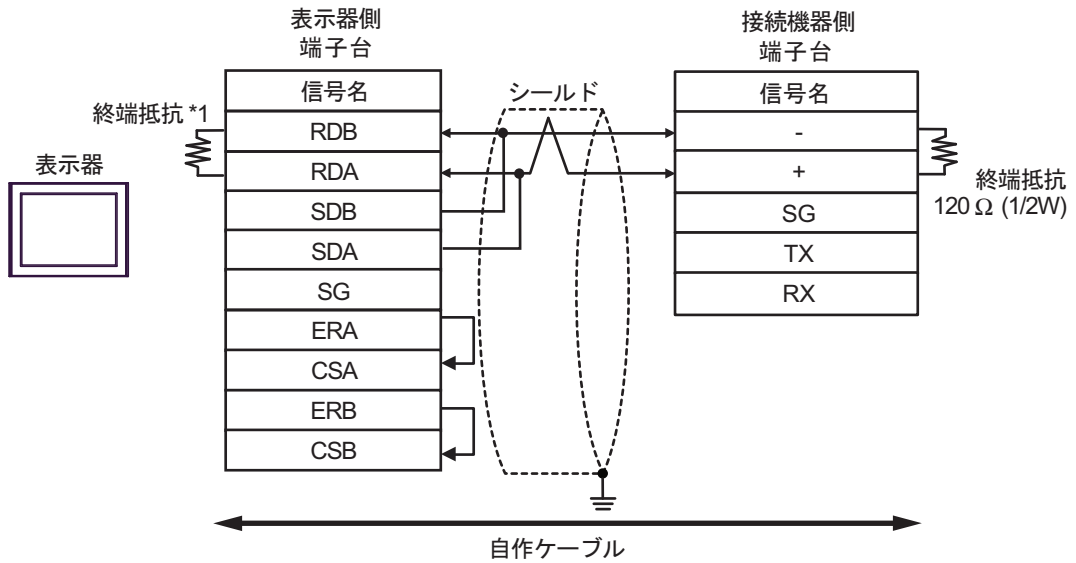 表示器側
端子台
接続機器側
端子台
信号名
シールド
信号名
終端抵抗 *1
RDB
-
表示器
RDA
+
終端抵抗
120 Ω (1/2W)
SDB
SG
SDA
TX
SG
RX
ERA
CSA
ERB
CSB
自作ケーブル